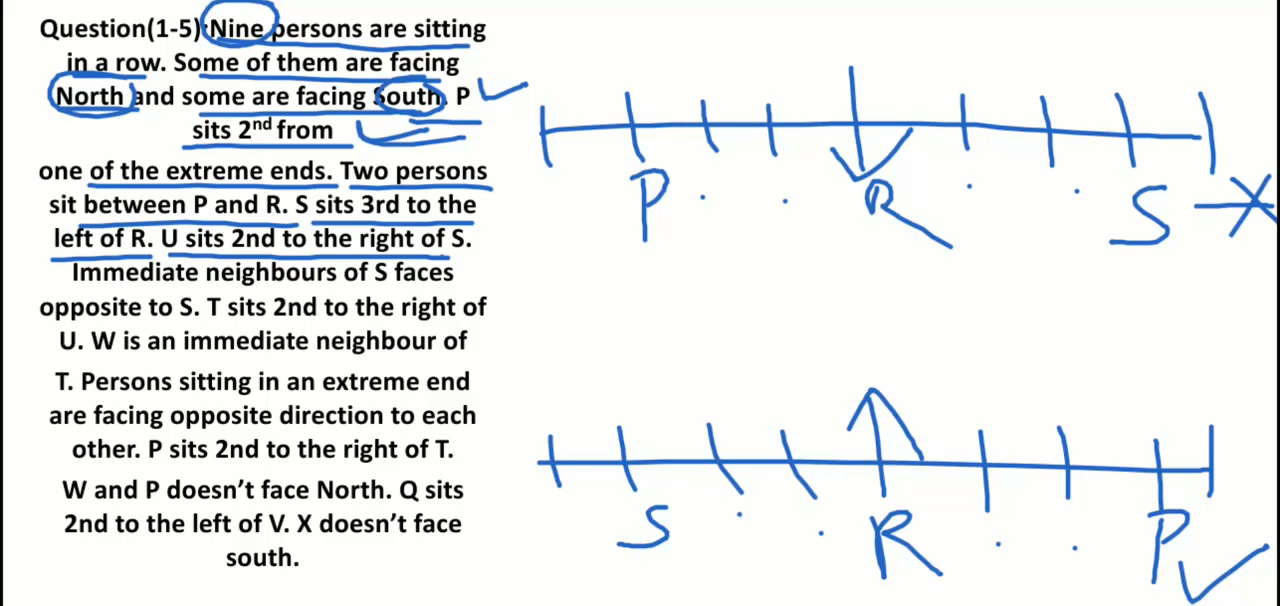 Question(1-5):Nine persons are sitting
in a row. Some of them are facing
North and some are facing South. P
sits 2nd from
one of the extreme ends. Two persons
sit between P and R. S sits 3rd to the
left of R. U sits 2nd to the right of S.
Immediate neighbours of S faces
opposite to S. T sits 2nd to the right of
U. W is an immediate neighbour of
T. Persons sitting in an extreme end
are facing opposite direction to each
other. P sits 2nd to the right of T.
W and P doesn't face North. Q sits
2nd to the left of V. X doesn't face
south.
P R S
S R P